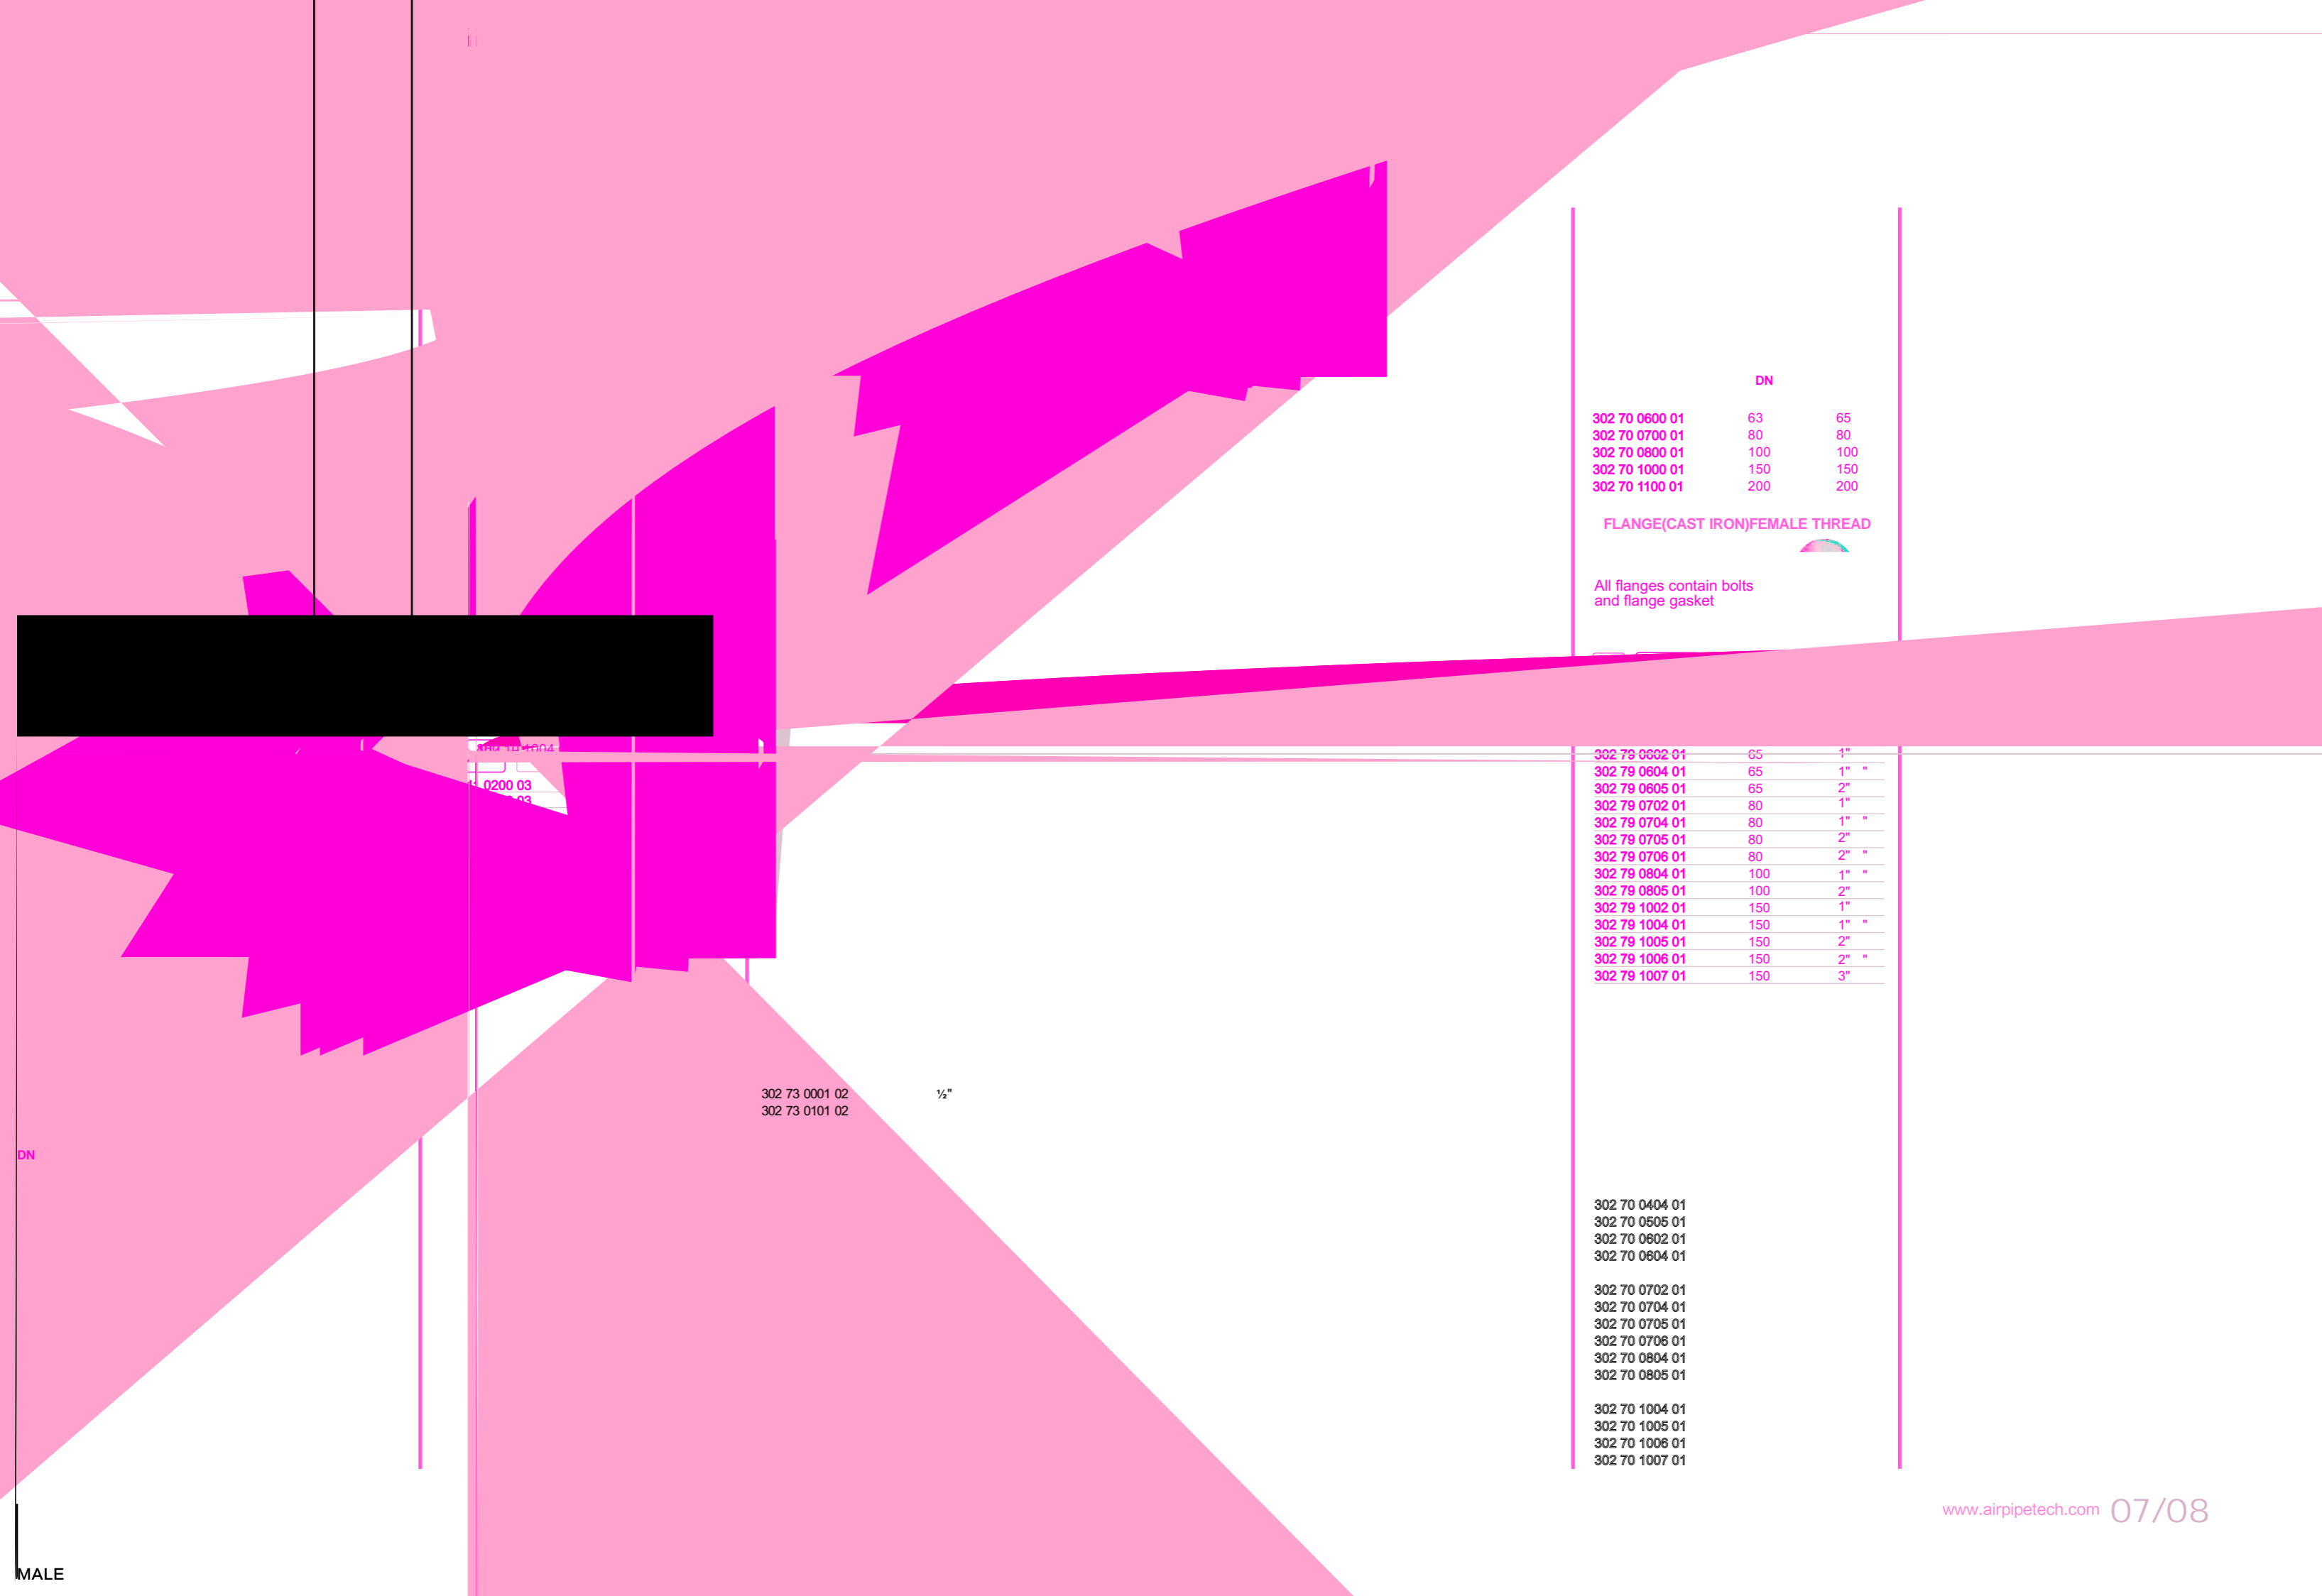 DN
302 70 0600 01 63 65
302 70 0700 01 80 80
302 70 0800 01 100 100
302 70 1000 01 150 150
302 70 1100 01 200 200
FLANGE(CAST IRON)FEMALE THREAD
All flanges contain bolts
and flange gasket
0200 03
302 79 0602 01 65 1"
302 79 0604 01 65 1" "
302 79 0605 01 65 2"
302 79 0702 01 80 1"
302 79 0704 01 80 1" "
302 79 0705 01 80 2"
302 79 0706 01 80 2" "
302 79 0804 01 100 1" "
302 79 0805 01 100 2"
302 79 1002 01 150 1"
302 79 1004 01 150 1" "
302 79 1005 01 150 2"
302 79 1006 01 150 2" "
302 79 1007 01 150 3"
302 73 0001 02 ½"
302 73 0101 02
DN
302 70 0404 01
302 70 0505 01
302 70 0602 01
302 70 0604 01
302 70 0702 01
302 70 0704 01
302 70 0705 01
302 70 0706 01
302 70 0804 01
302 70 0805 01
302 70 1004 01
302 70 1005 01
302 70 1006 01
302 70 1007 01
www.airpipetech.com 07/08
MALE